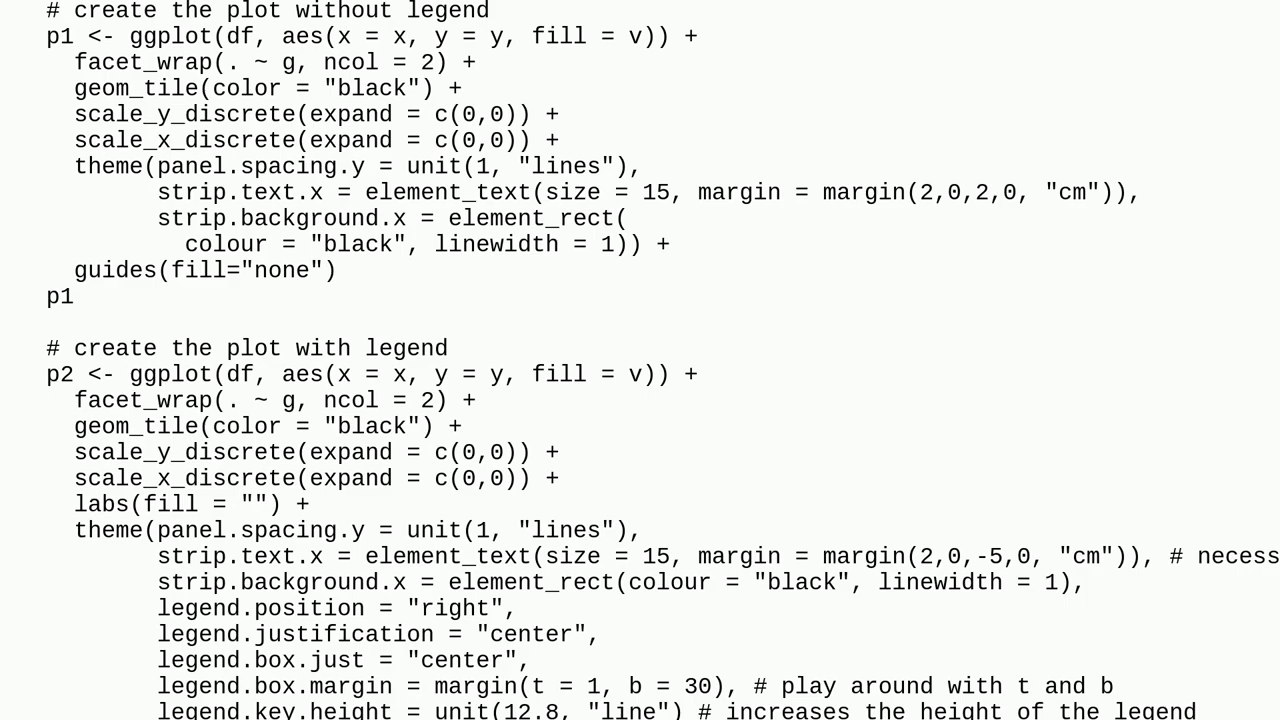 # create the plot without legend
p1 <- ggplot(df, aes(x = x, y = y, fill = v)) +
  facet_wrap(. ~ g, ncol = 2) +
  geom_tile(color = "black") +
  scale_y_discrete(expand = c(0,0)) +
  scale_x_discrete(expand = c(0,0)) +
  theme(panel.spacing.y = unit(1, "lines"),
        strip.text.x = element_text(size = 15, margin = margin(2,0,2,0, "cm")),
        strip.background.x = element_rect(
          colour = "black", linewidth = 1)) +
  guides(fill="none")
p1

# create the plot with legend
p2 <- ggplot(df, aes(x = x, y = y, fill = v)) +
  facet_wrap(. ~ g, ncol = 2) +
  geom_tile(color = "black") +
  scale_y_discrete(expand = c(0,0)) +
  scale_x_discrete(expand = c(0,0)) +
  labs(fill = "") +
  theme(panel.spacing.y = unit(1, "lines"),
        strip.text.x = element_text(size = 15, margin = margin(2,0,-5,0, "cm")), # necess
        strip.background.x = element_rect(colour = "black", linewidth = 1),
        legend.position = "right",
        legend.justification = "center",
        legend.box.just = "center",
        legend.box.margin = margin(t = 1, b = 30), # play around with t and b
        legend.key.height = unit(12.8, "line") # increases the height of the legend